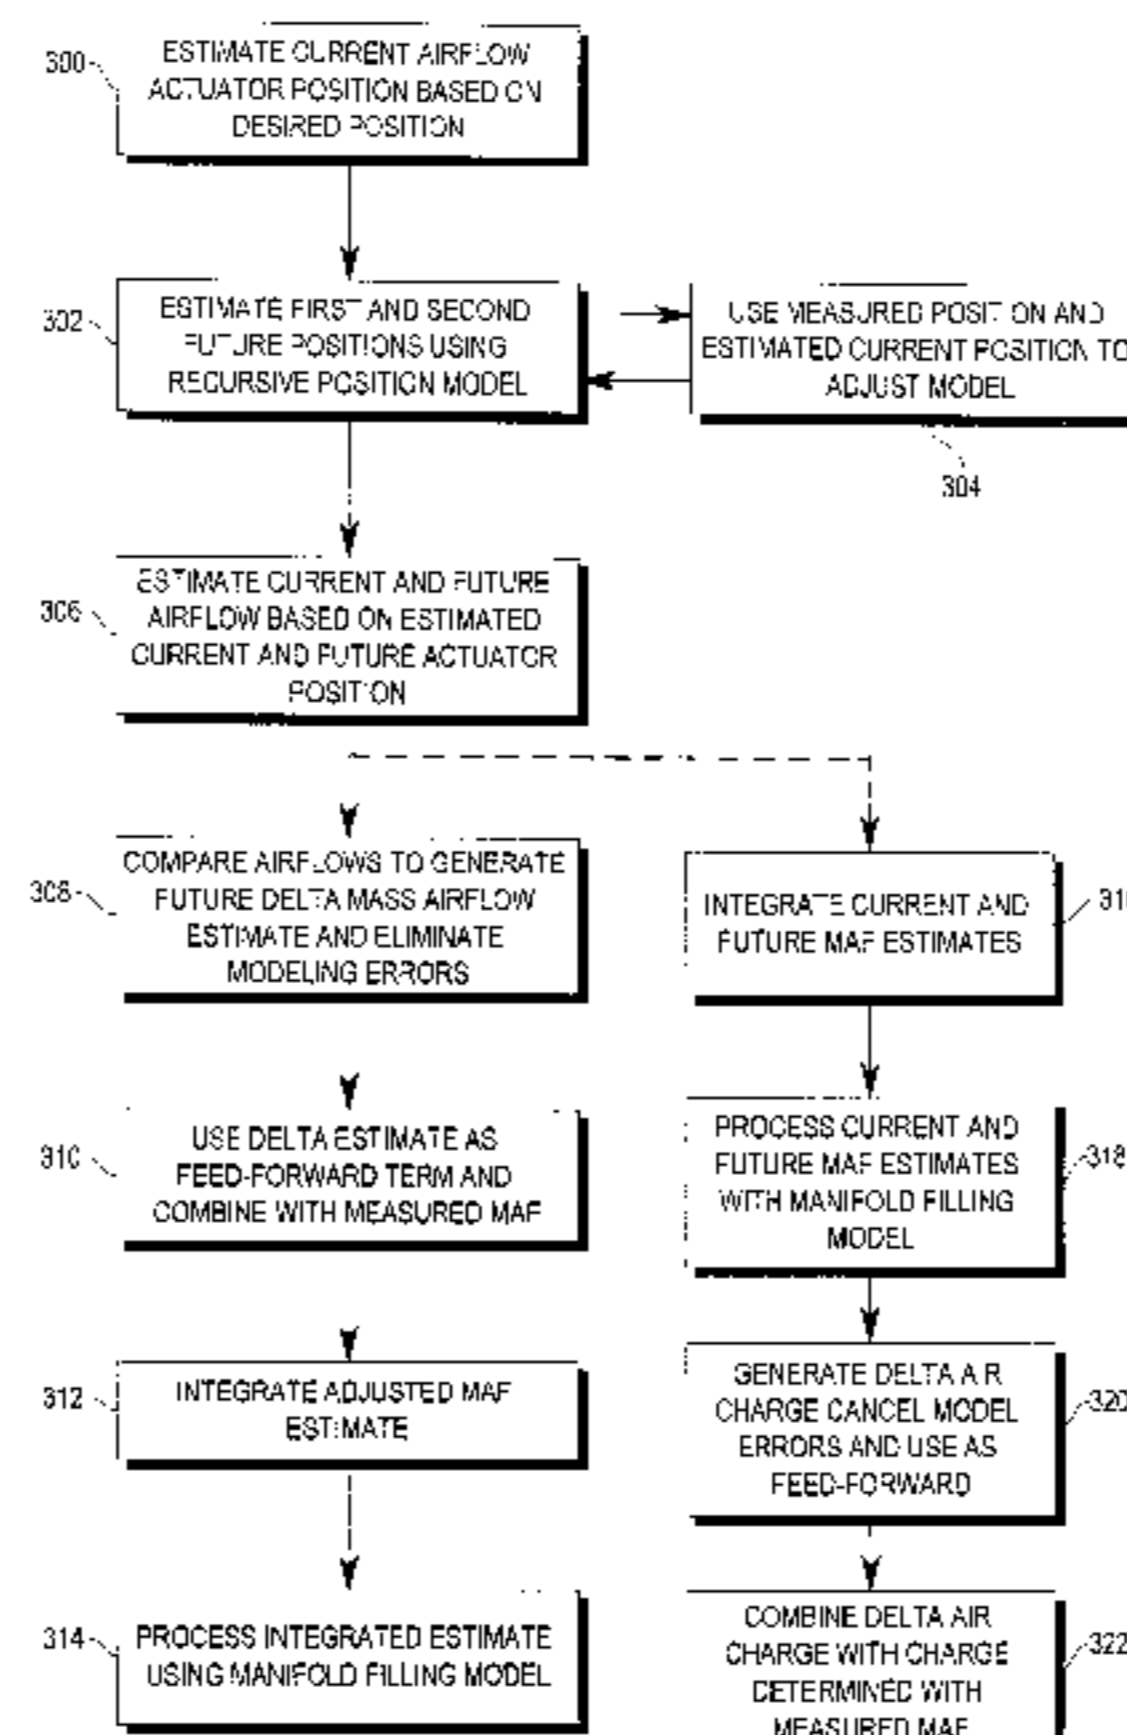 300
ESTIMATE CURRENT AIRFLOW
ACTUATOR POSITION BASED ON
DESIRED POSITION
302
ESTIMATE FIRST AND SECOND
FUTURE POSITIONS USING
RECURSIVE POSITION MODEL
USE MEASURED POSITION AND
ESTIMATED CURRENT POSITION TO
ADJUST MODEL
304
306
ESTIMATE CURRENT AND FUTURE
AIRFLOW BASED ON ESTIMATED
CURRENT AND FUTURE ACTUATOR
POSITION
308
COMPARE AIRFLOWS TO GENERATE
FUTURE DELTA MASS AIRFLOW
ESTIMATE AND ELIMINATE
MODELING ERRORS
INTEGRATE CURRENT AND
FUTURE MAF ESTIMATES
310
USE DELTA ESTIMATE AS
FEED-FORWARD TERM AND
COMBINE WITH MEASURED MAF
PROCESS CURRENT AND
FUTURE MAF ESTIMATES
WITH MANIFOLD FILLING
MODEL
318
312
INTEGRATE ADJUSTED MAF
ESTIMATE
GENERATE DELTA AIR
CHARGE CANCEL MODEL
ERRORS AND USE AS
FEED-FORWARD
320
314
PROCESS INTEGRATED ESTIMATE
USING MANIFOLD FILLING MODEL
COMBINE DELTA AIR
CHARGE WITH CHARGE
DETERMINED WITH
MEASURED MAF
322